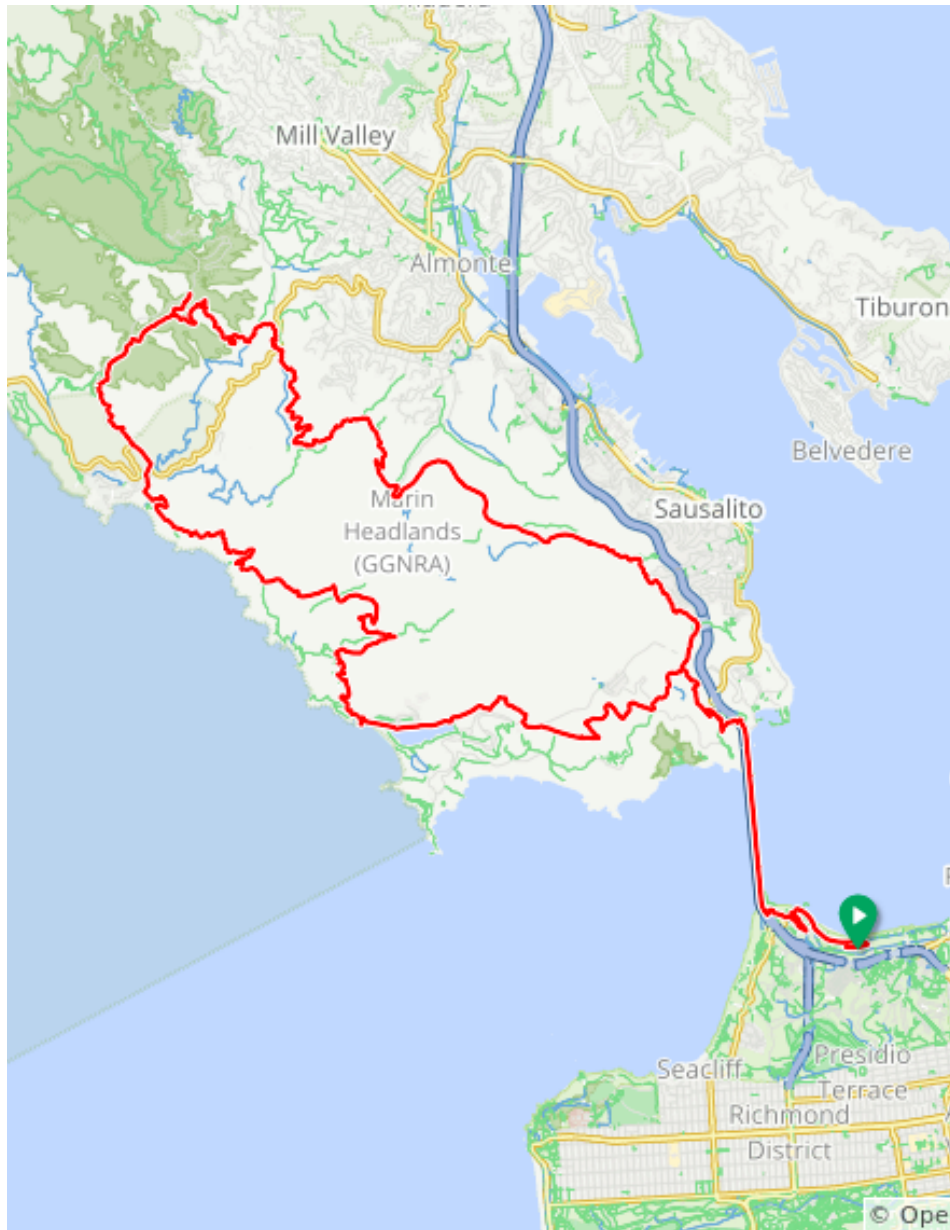 Mill Valley
Almonte
Tiburon
Belvedere
Sausalito
Marin
Headlands
(GGNRA)
Seacliff
Presidio
Terrace
Richmond
District
© Ope